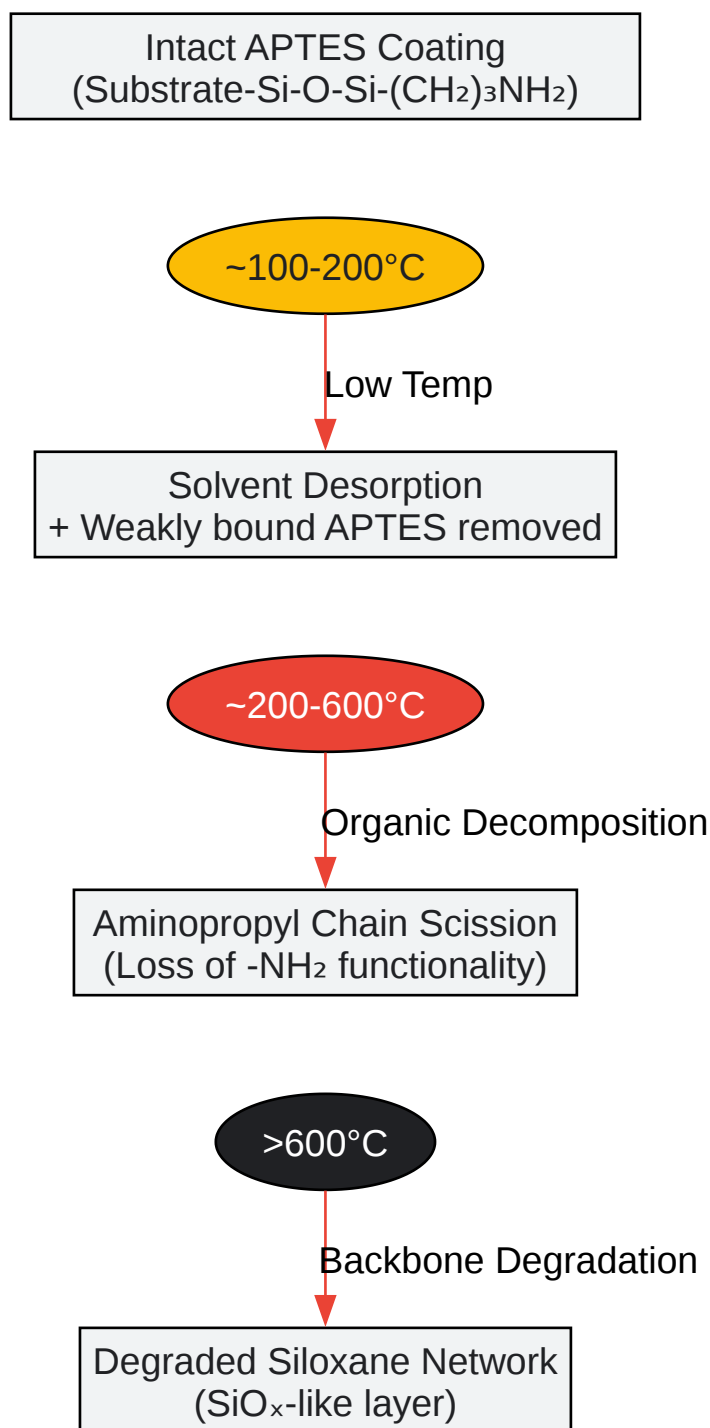 Intact APTES Coating
(Substrate-Si-O-Si-(CH₂)₃NH₂)
~100-200°C
Low Temp
Solvent Desorption
+ Weakly bound APTES removed
~200-600°C
Organic Decomposition
Aminopropyl Chain Scission
(Loss of -NH₂ functionality)
>600°C
Backbone Degradation
Degraded Siloxane Network
(SiOₓ-like layer)